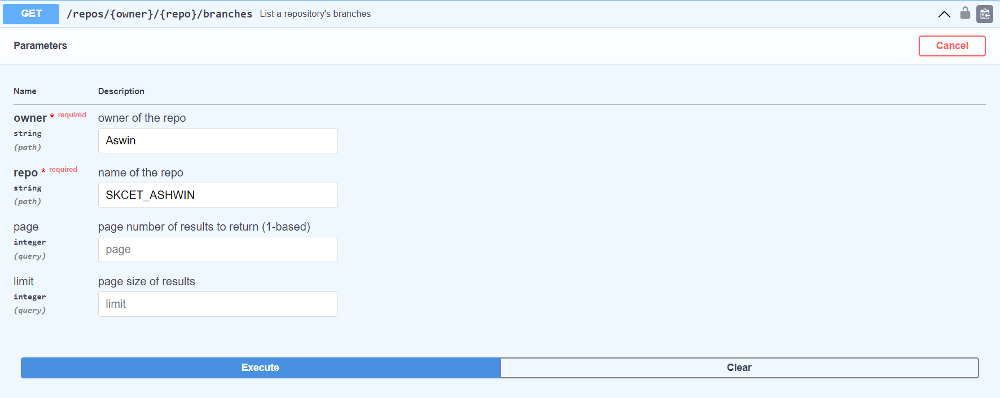 GET /repos/{owner}/{repo}/branches List a repository's branches
Parameters
Cancel
Name Description
owner * required owner of the repo
string
Aswin
(path)
repo * required name of the repo
string
SKCET_ASHWIN
(path)
page page number of results to return (1-based)
integer
page
(query)
limit page size of results
integer
limit
(query)
Execute Clear